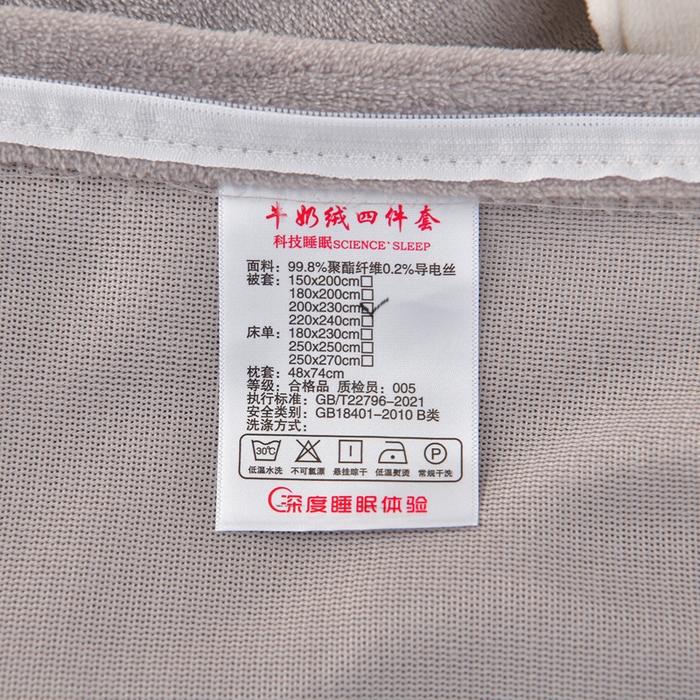 牛奶绒四件套
科技睡眠SCIENCE' SLEEP
面料：99.8%聚酯纤维0.2%导电丝
被套：150x200cm□
180x200cm□
200x230cm☑
220x240cm□
床单：180x230cm□
250x250cm□
250x270cm□
枕套：48x74cm
等级：合格品 质检员：005
执行标准：GB/T22796-2021
安全类别：GB18401-2010 B类
洗涤方式：
30℃ P
低温水洗 不可氯漂 悬挂晾干 低温熨烫 常规干洗
深度睡眠体验